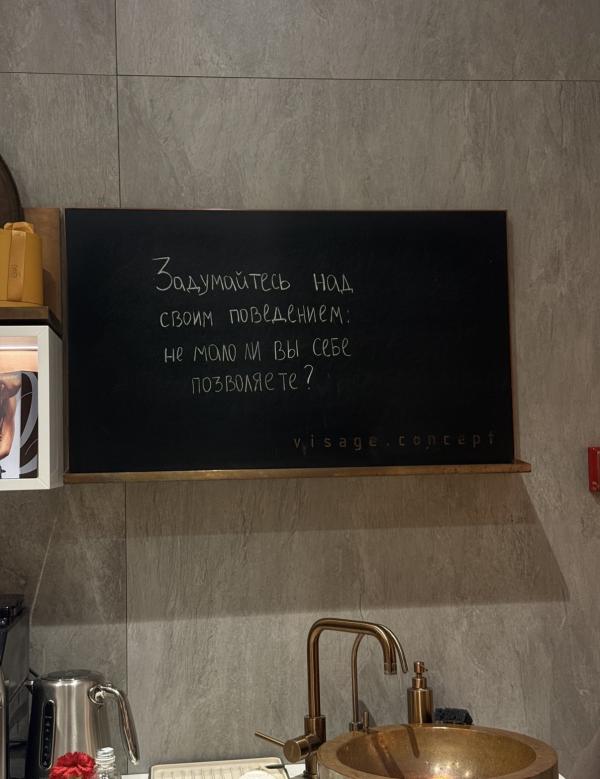 Задумайтесь над
своим поведением:
не мало ли вы себе
позволяете?
visage.concept